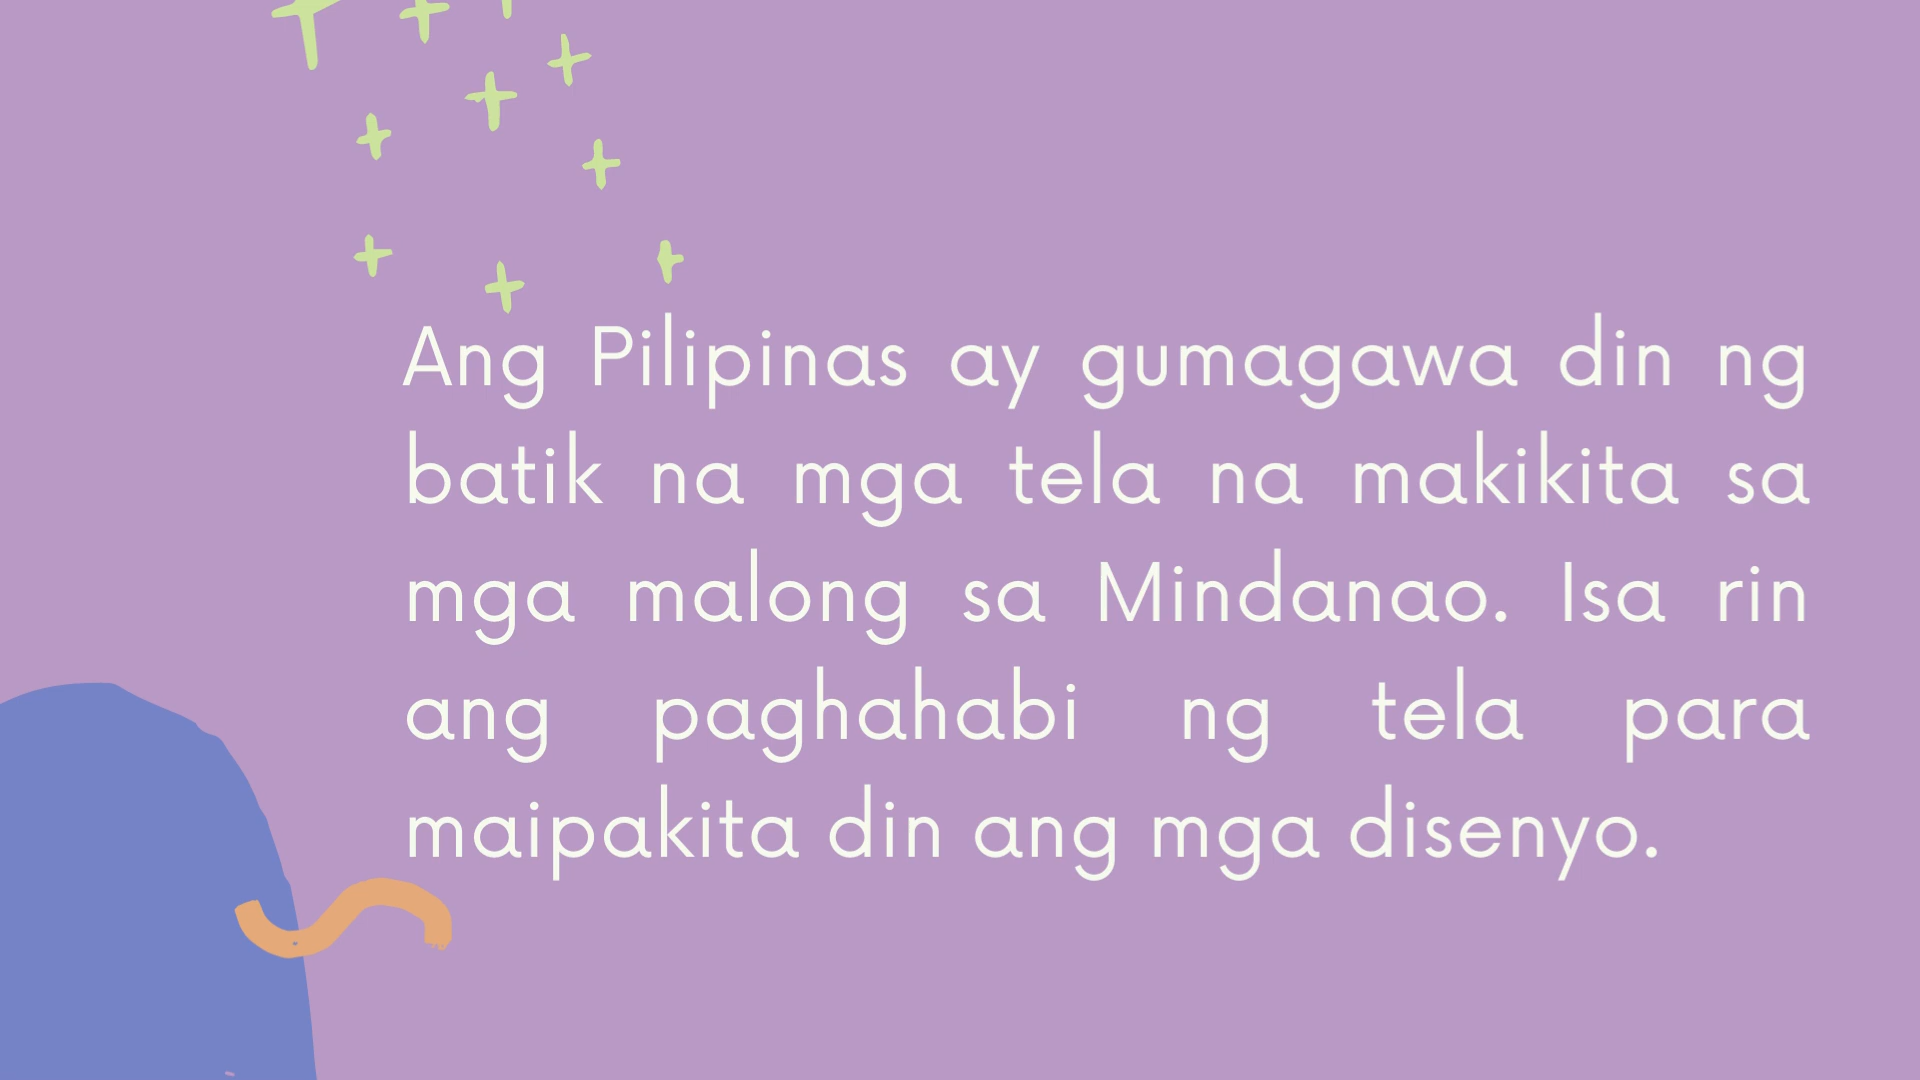 Ang Pilipinas ay gumagawa din ng
batik na mga tela na makikita sa
mga malong sa Mindanao. Isa rin
ang paghahabi ng tela para
maipakita din ang mga disenyo.